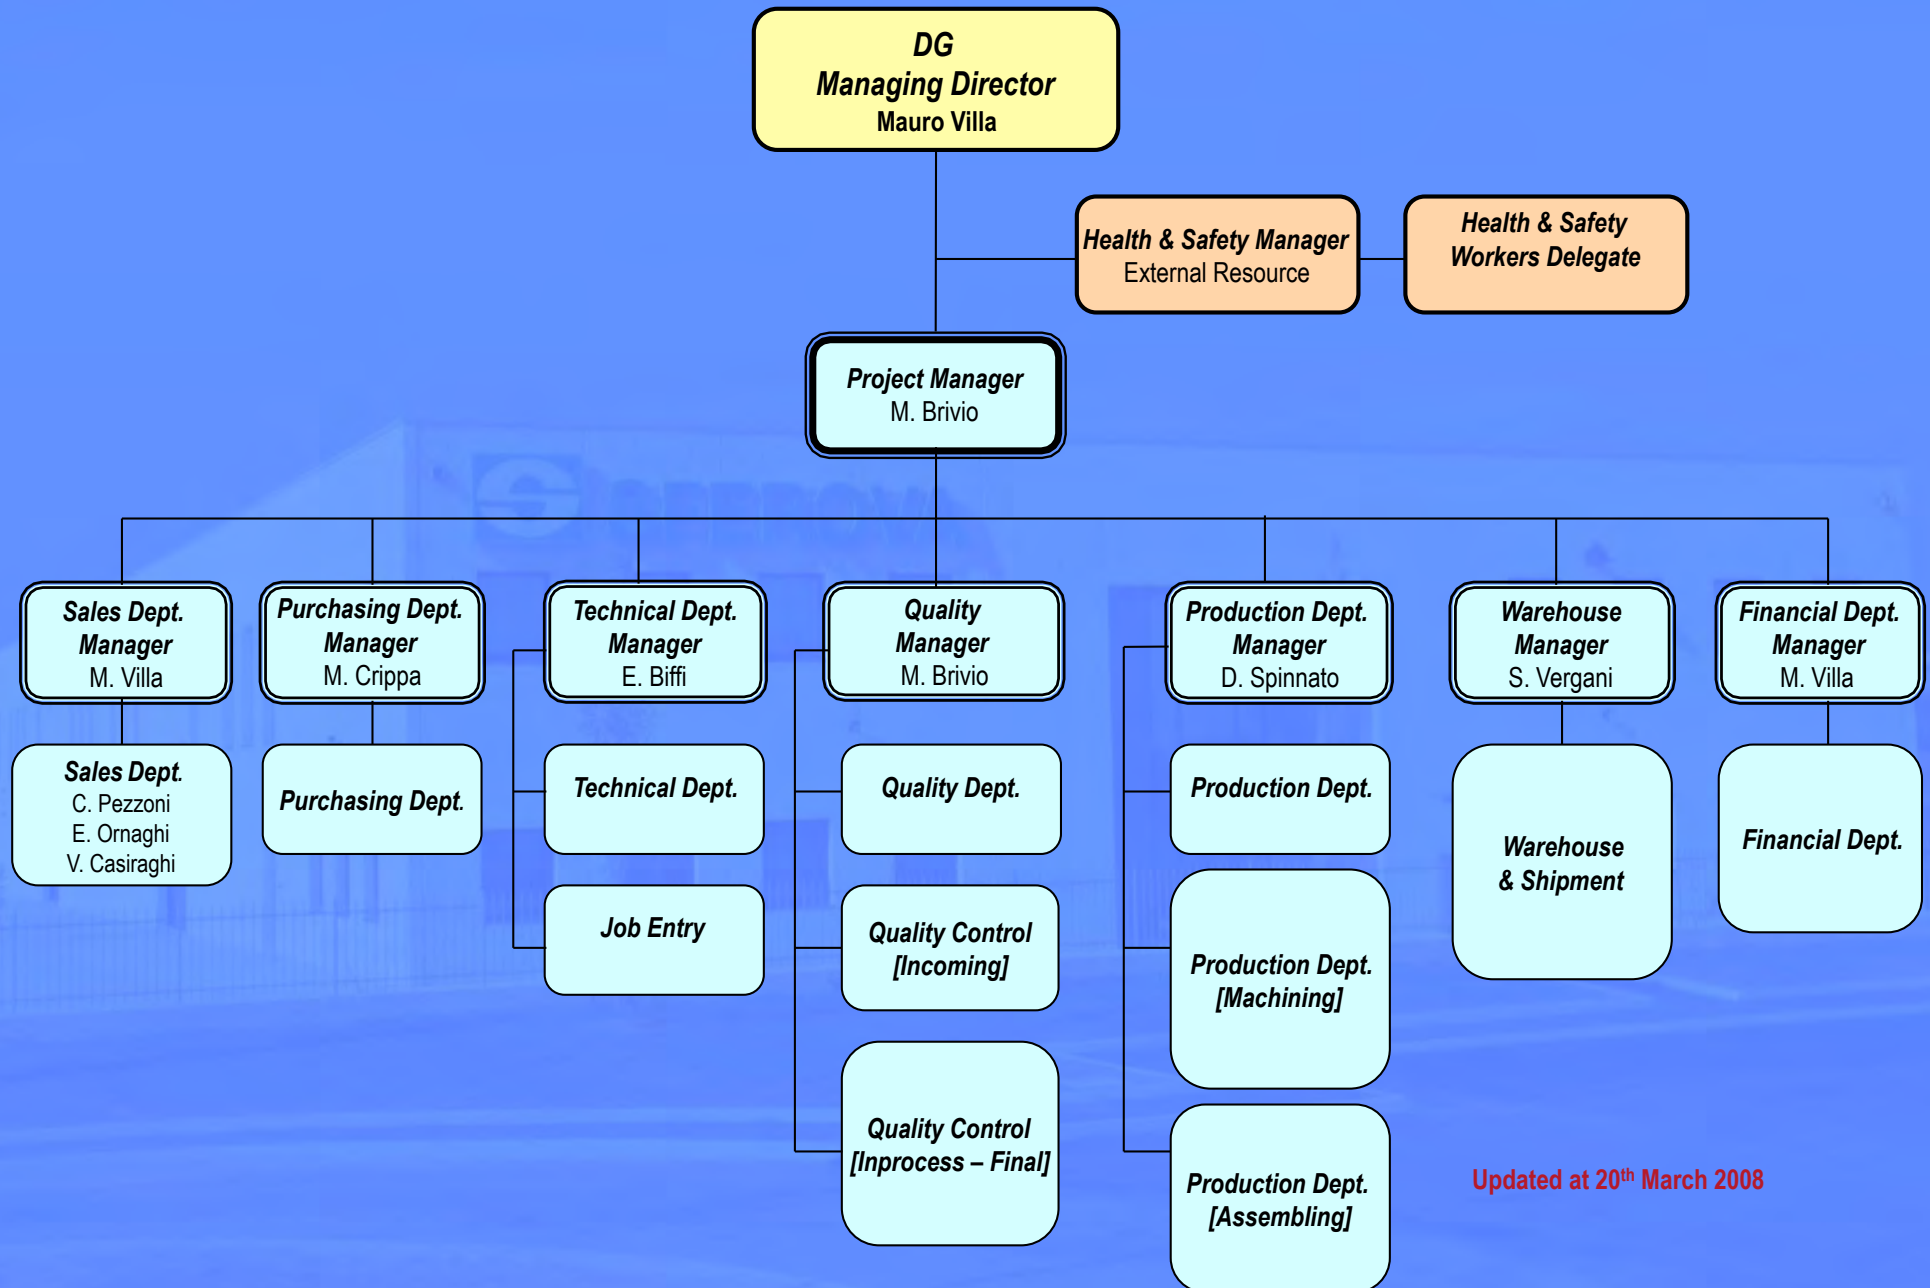 DG
Managing Director
Mauro Villa
Health & Safety Manager
External Resource
Health & Safety
Workers Delegate
Project Manager
M. Brivio
Sales Dept.
Manager
M. Villa
Purchasing Dept.
Manager
M. Crippa
Technical Dept.
Manager
E. Biffi
Quality
Manager
M. Brivio
Production Dept.
Manager
D. Spinnato
Warehouse
Manager
S. Vergani
Financial Dept.
Manager
M. Villa
Sales Dept.
C. Pezzoni
E. Ornaghi
V. Casiraghi
Purchasing Dept.
Technical Dept.
Job Entry
Quality Dept.
Quality Control
[Incoming]
Quality Control
[Inprocess – Final]
Production Dept.
Production Dept.
[Machining]
Production Dept.
[Assembling]
Warehouse
& Shipment
Financial Dept.
Updated at 20th March 2008